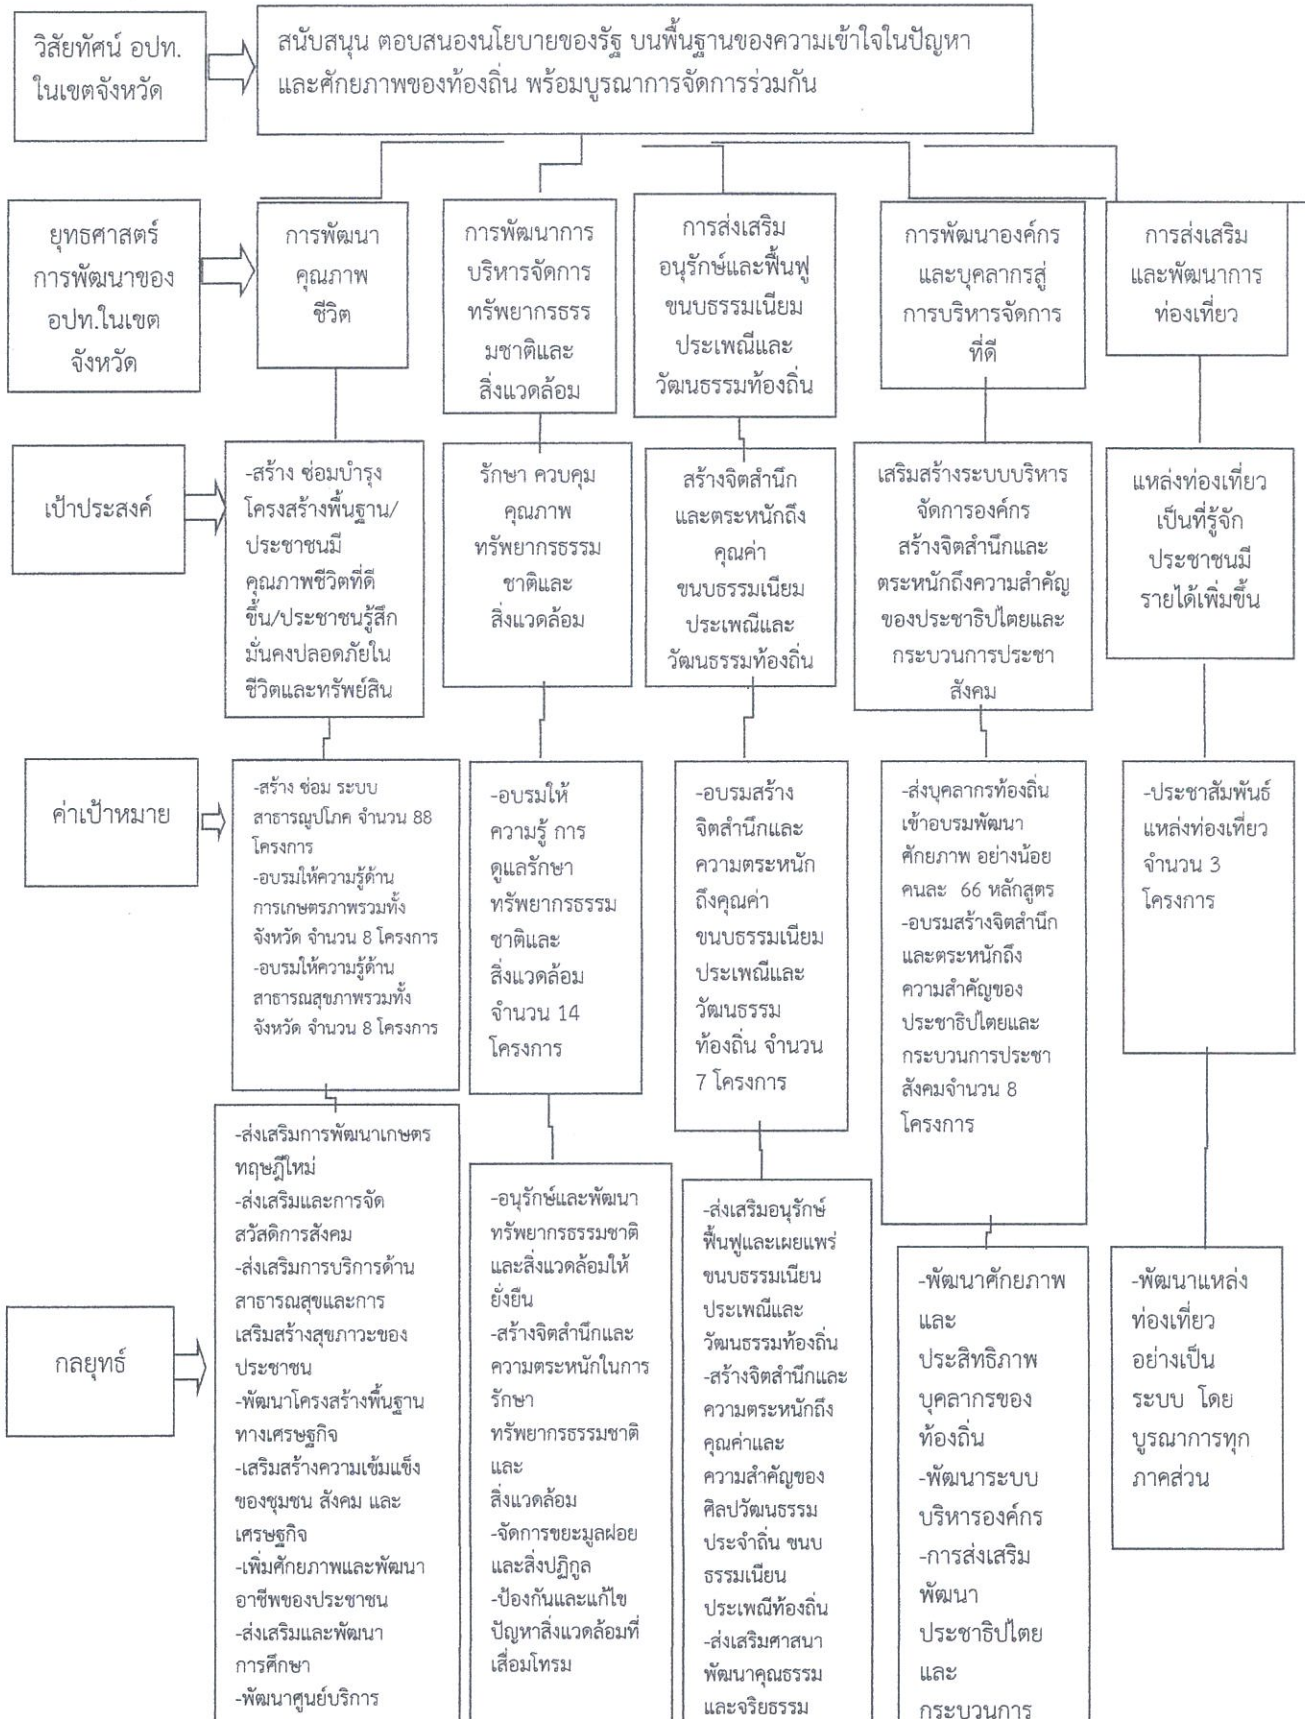 วิสัยทัศน์ อปท.
ในเขตจังหวัด
สนับสนุน ตอบสนองนโยบายของรัฐ บนพื้นฐานของความเข้าใจในปัญหา
และศักยภาพของท้องถิ่น พร้อมบูรณาการจัดการร่วมกัน
ยุทธศาสตร์
การพัฒนาของ
อปท.ในเขต
จังหวัด
การพัฒนา
คุณภาพ
ชีวิต
การพัฒนาการ
บริหารจัดการ
ทรัพยากรธรร
มชาติและ
สิ่งแวดล้อม
การส่งเสริม
อนุรักษ์และฟื้นฟู
ขนบธรรมเนียม
ประเพณีและ
วัฒนธรรมท้องถิ่น
การพัฒนาองค์กร
และบุคลากรสู่
การบริหารจัดการ
ที่ดี
การส่งเสริม
และพัฒนาการ
ท่องเที่ยว
เป้าประสงค์
-สร้าง ซ่อมบำรุง
โครงสร้างพื้นฐาน/
ประชาชนมี
คุณภาพชีวิตที่ดี
ขึ้น/ประชาชนรู้สึก
มั่นคงปลอดภัยใน
ชีวิตและทรัพย์สิน
รักษา ควบคุม
คุณภาพ
ทรัพยากรธรรม
ชาติและ
สิ่งแวดล้อม
สร้างจิตสำนึก
และตระหนักถึง
คุณค่า
ขนบธรรมเนียม
ประเพณีและ
วัฒนธรรมท้องถิ่น
เสริมสร้างระบบบริหาร
จัดการองค์กร
สร้างจิตสำนึกและ
ตระหนักถึงความสำคัญ
ของประชาธิปไตยและ
กระบวนการประชา
สังคม
แหล่งท่องเที่ยว
เป็นที่รู้จัก
ประชาชนมี
รายได้เพิ่มขึ้น
ค่าเป้าหมาย
-สร้าง ซ่อม ระบบ
สาธารณูปโภค จำนวน 88
โครงการ
-อบรมให้ความรู้ด้าน
การเกษตรภาพรวมทั้ง
จังหวัด จำนวน 8 โครงการ
-อบรมให้ความรู้ด้าน
สาธารณสุขภาพรวมทั้ง
จังหวัด จำนวน 8 โครงการ
-อบรมให้
ความรู้ การ
ดูแลรักษา
ทรัพยากรธรรม
ชาติและ
สิ่งแวดล้อม
จำนวน 14
โครงการ
-อบรมสร้าง
จิตสำนึกและ
ความตระหนัก
ถึงคุณค่า
ขนบธรรมเนียม
ประเพณีและ
วัฒนธรรม
ท้องถิ่น จำนวน
7 โครงการ
-ส่งบุคลากรท้องถิ่น
เข้าอบรมพัฒนา
ศักยภาพ อย่างน้อย
คนละ 66 หลักสูตร
-อบรมสร้างจิตสำนึก
และตระหนักถึง
ความสำคัญของ
ประชาธิปไตยและ
กระบวนการประชา
สังคมจำนวน 8
โครงการ
-ประชาสัมพันธ์
แหล่งท่องเที่ยว
จำนวน 3
โครงการ
กลยุทธ์
-ส่งเสริมการพัฒนาเกษตร
ทฤษฎีใหม่
-ส่งเสริมและการจัด
สวัสดิการสังคม
-ส่งเสริมการบริการด้าน
สาธารณสุขและการ
เสริมสร้างสุขภาวะของ
ประชาชน
-พัฒนาโครงสร้างพื้นฐาน
ทางเศรษฐกิจ
-เสริมสร้างความเข้มแข็ง
ของชุมชน สังคม และ
เศรษฐกิจ
-เพิ่มศักยภาพและพัฒนา
อาชีพของประชาชน
-ส่งเสริมและพัฒนา
การศึกษา
-พัฒนาศูนย์บริการ
-อนุรักษ์และพัฒนา
ทรัพยากรธรรมชาติ
และสิ่งแวดล้อมให้
ยั่งยืน
-สร้างจิตสำนึกและ
ความตระหนักในการ
รักษา
ทรัพยากรธรรมชาติ
และ
สิ่งแวดล้อม
-จัดการขยะมูลฝอย
และสิ่งปฏิกูล
-ป้องกันและแก้ไข
ปัญหาสิ่งแวดล้อมที่
เสื่อมโทรม
-ส่งเสริมอนุรักษ์
ฟื้นฟูและเผยแพร่
ขนบธรรมเนียน
ประเพณีและ
วัฒนธรรมท้องถิ่น
-สร้างจิตสำนึกและ
ความตระหนักถึง
คุณค่าและ
ความสำคัญของ
ศิลปวัฒนธรรม
ประจำถิ่น ขนบ
ธรรมเนียน
ประเพณีท้องถิ่น
-ส่งเสริมศาสนา
พัฒนาคุณธรรม
และจริยธรรม
-พัฒนาศักยภาพ
และ
ประสิทธิภาพ
บุคลากรของ
ท้องถิ่น
-พัฒนาระบบ
บริหารองค์กร
-การส่งเสริม
พัฒนา
ประชาธิปไตย
และ
กระบวนการ
-พัฒนาแหล่ง
ท่องเที่ยว
อย่างเป็น
ระบบ โดย
บูรณาการทุก
ภาคส่วน